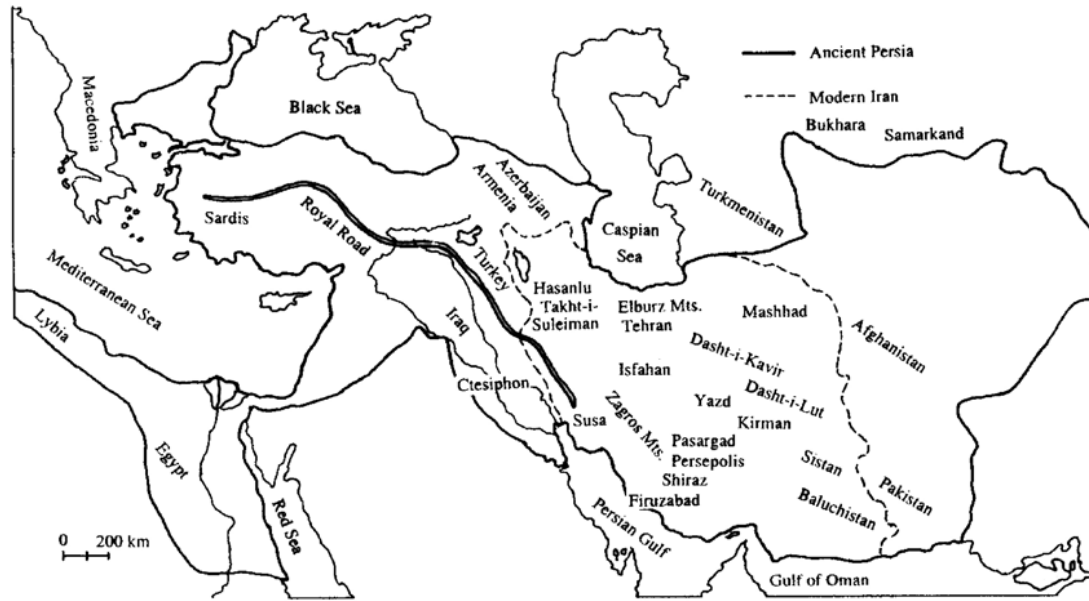 Ancient Persia
Modern Iran
Bukhara
Samarkand
Macedonia
Black Sea
Azerbaijan
Armenia
Turkmenistan
Caspian
Sea
Sardis
Royal Road
Turkey
Mediterranean Sea
Hasanlu
Takht-i-
Suleiman
Elburz Mts.
Tehran
Mashhad
Afghanistan
Lybia
Iraq
Dasht-i-Kavir
Isfahan
Ctesiphon
Dasht-i-Lut
Yazd
Zagros Mts.
Susa
Kirman
Pasargad
Persepolis
Shiraz
Egypt
Sistan
Pakistan
Firuzabad
Baluchistan
Red Sea
Persian Gulf
0 200 km
Gulf of Oman